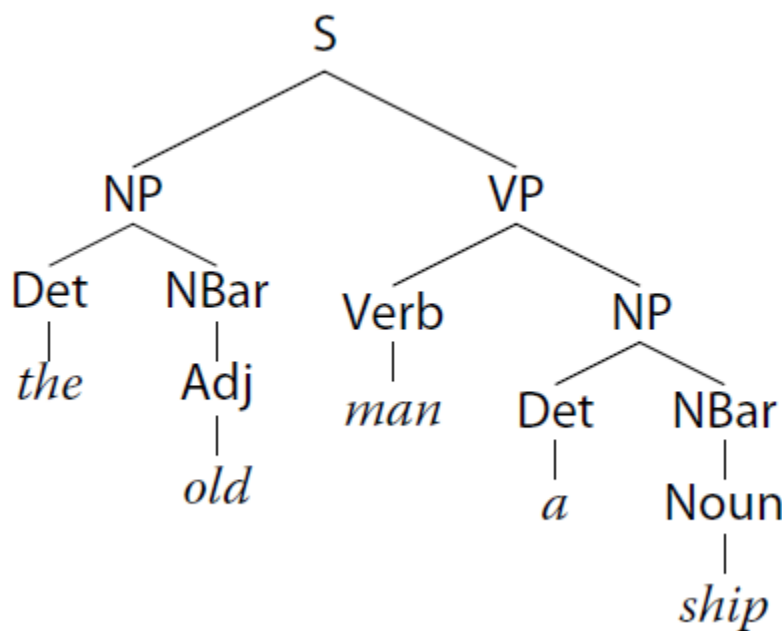 S
NP VP
Det NBar Verb NP
the Adj man Det NBar
old a Noun
ship